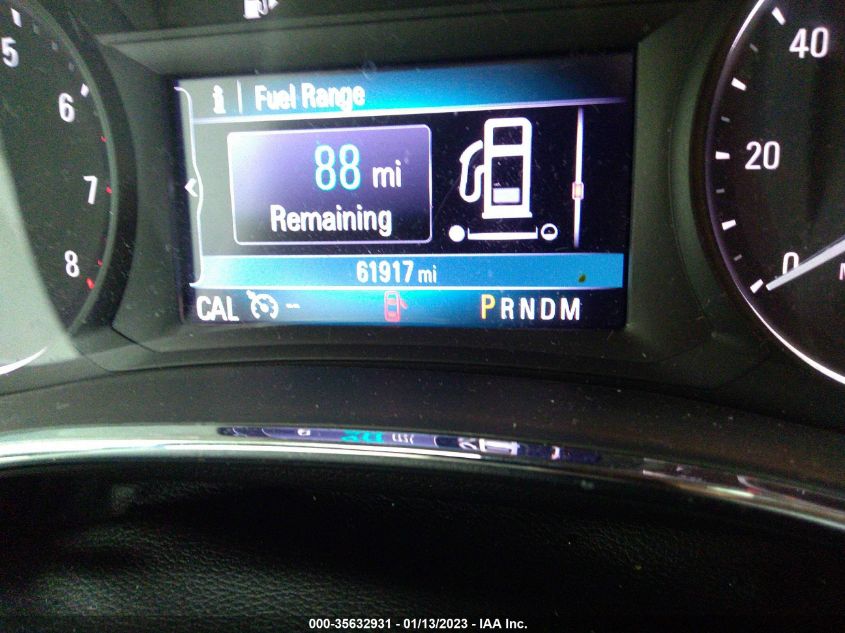 5
6
7
8
i | Fuel Range
88 mi
Remaining
61917 mi
CAL -- PRNDM
40
20
0
000-35632931 - 01/13/2023 - IAA Inc.